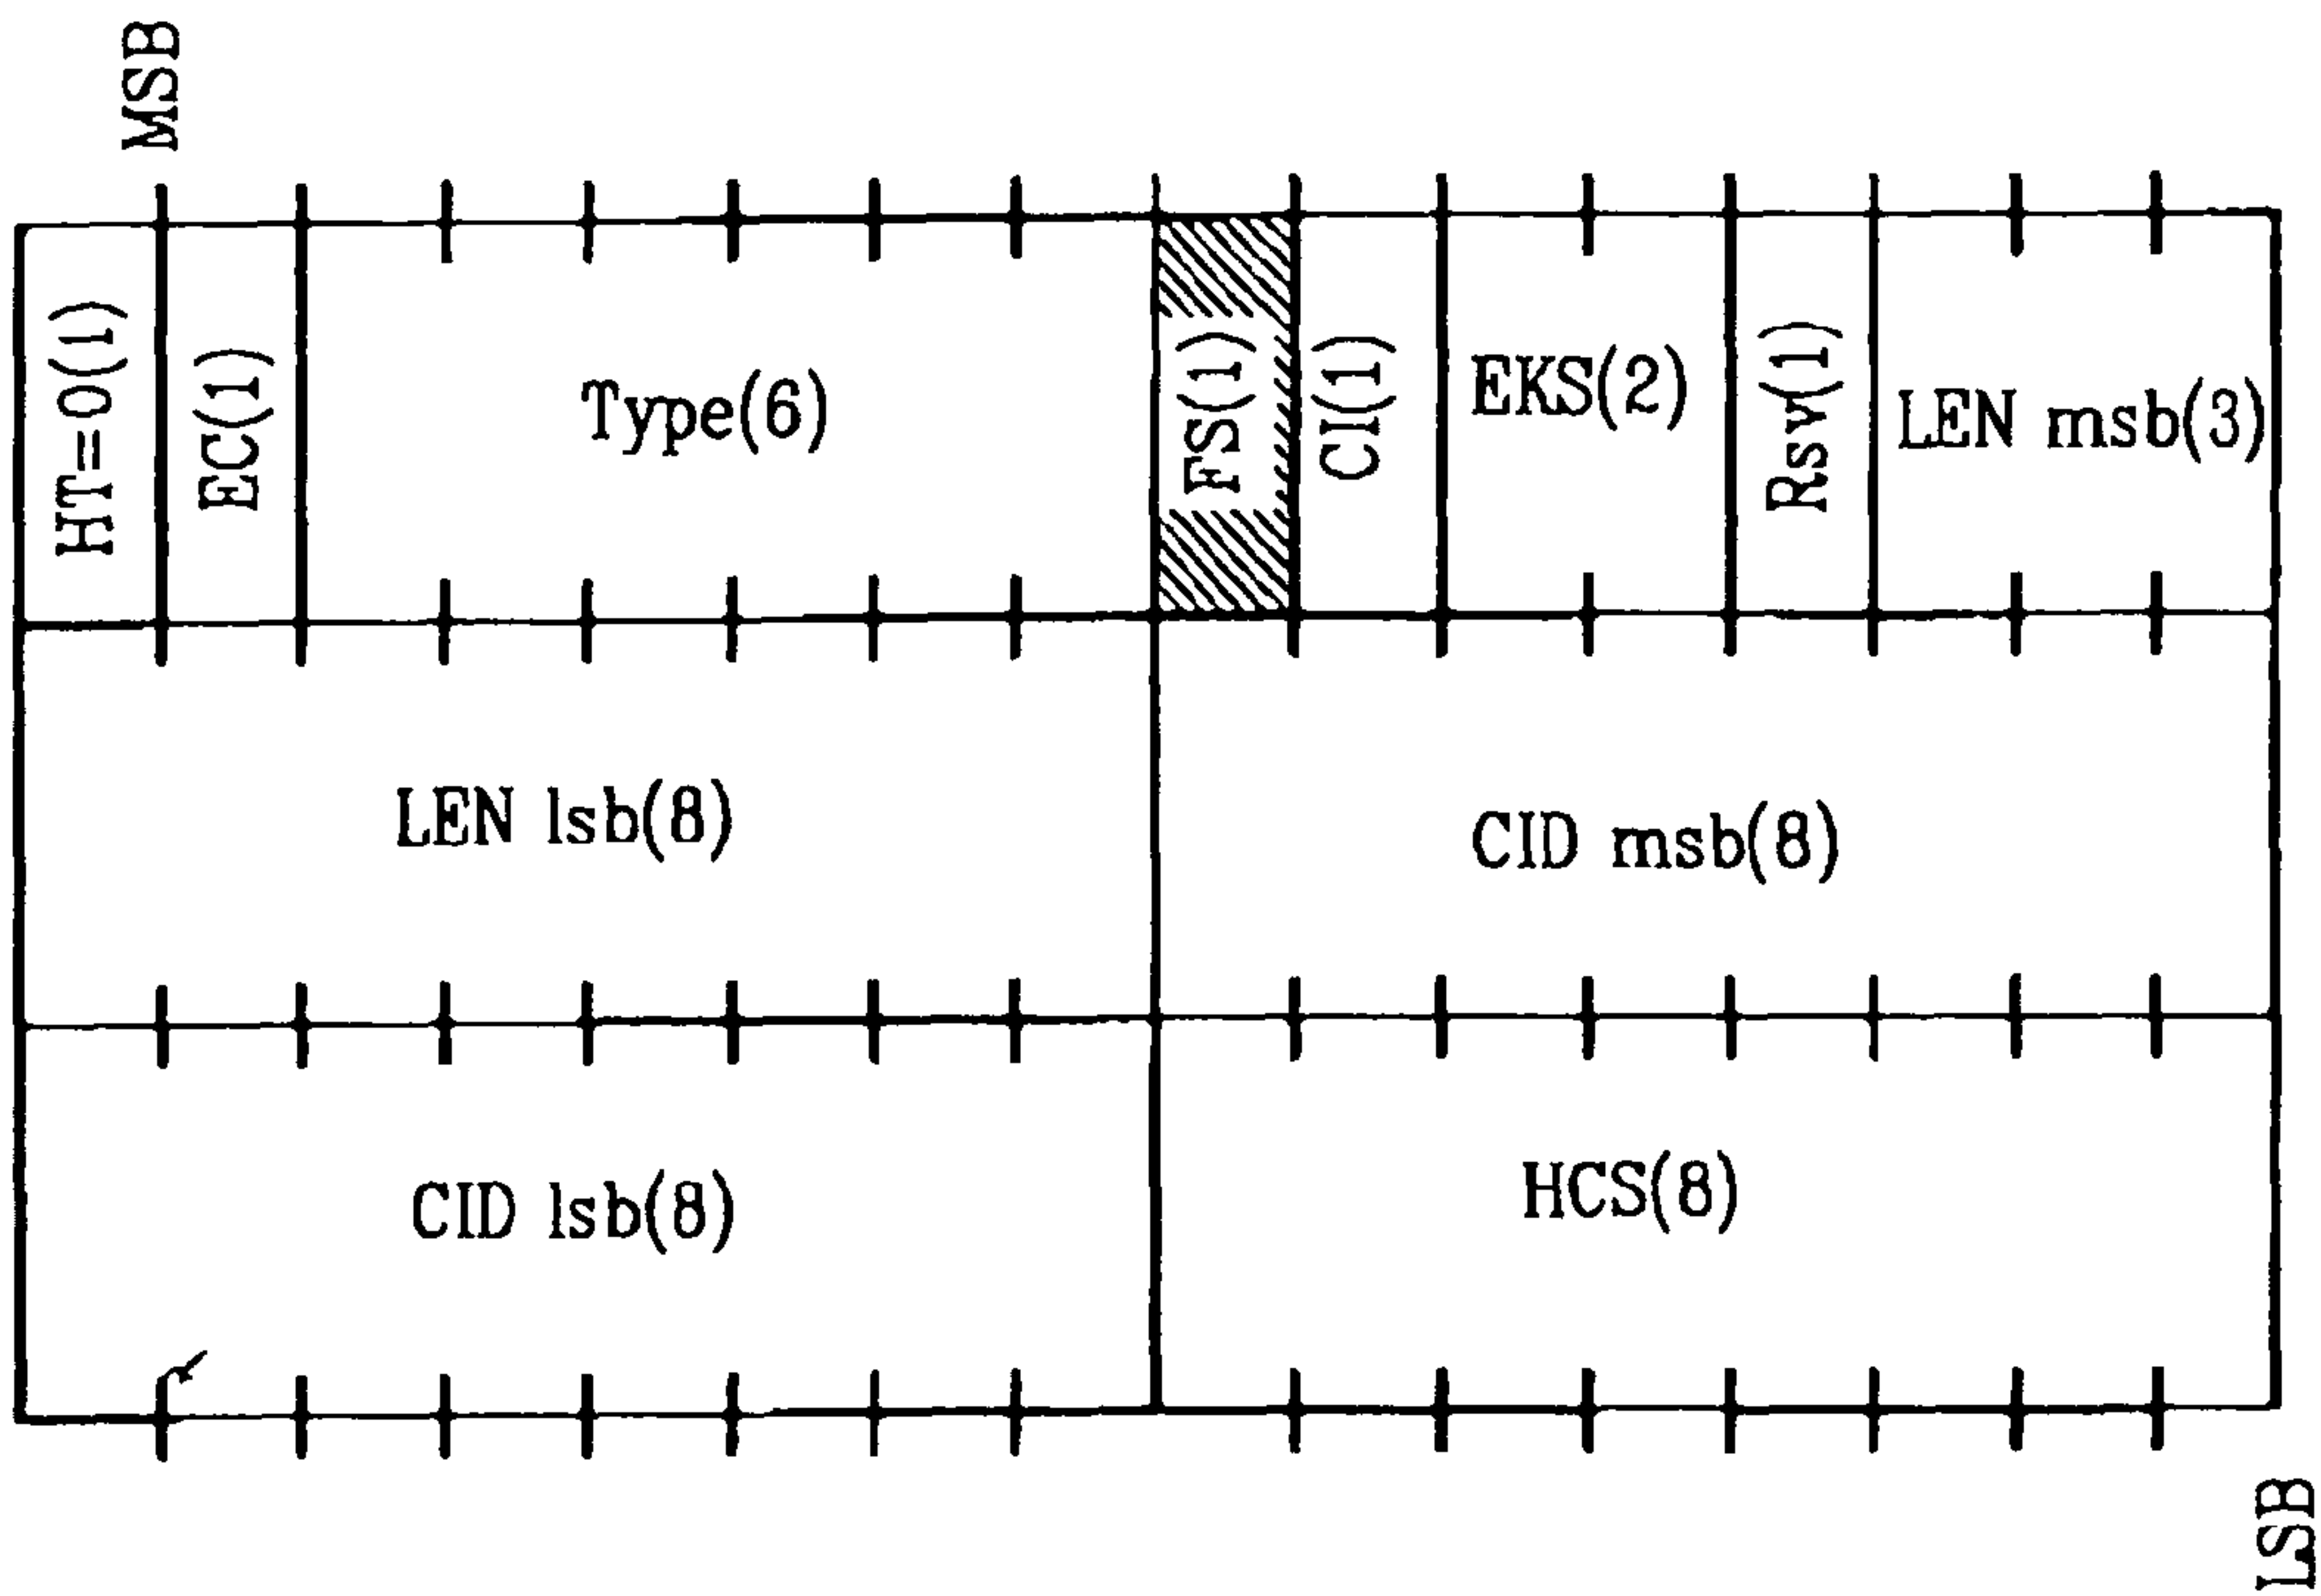 MSB
HT=0(1)
EC(1)
Type(6)
FS(1)
CI(1)
EKS(2)
Rsv(1)
LEN msb(3)
LEN lsb(8)
CID msb(8)
CID lsb(8)
HCS(8)
LSB